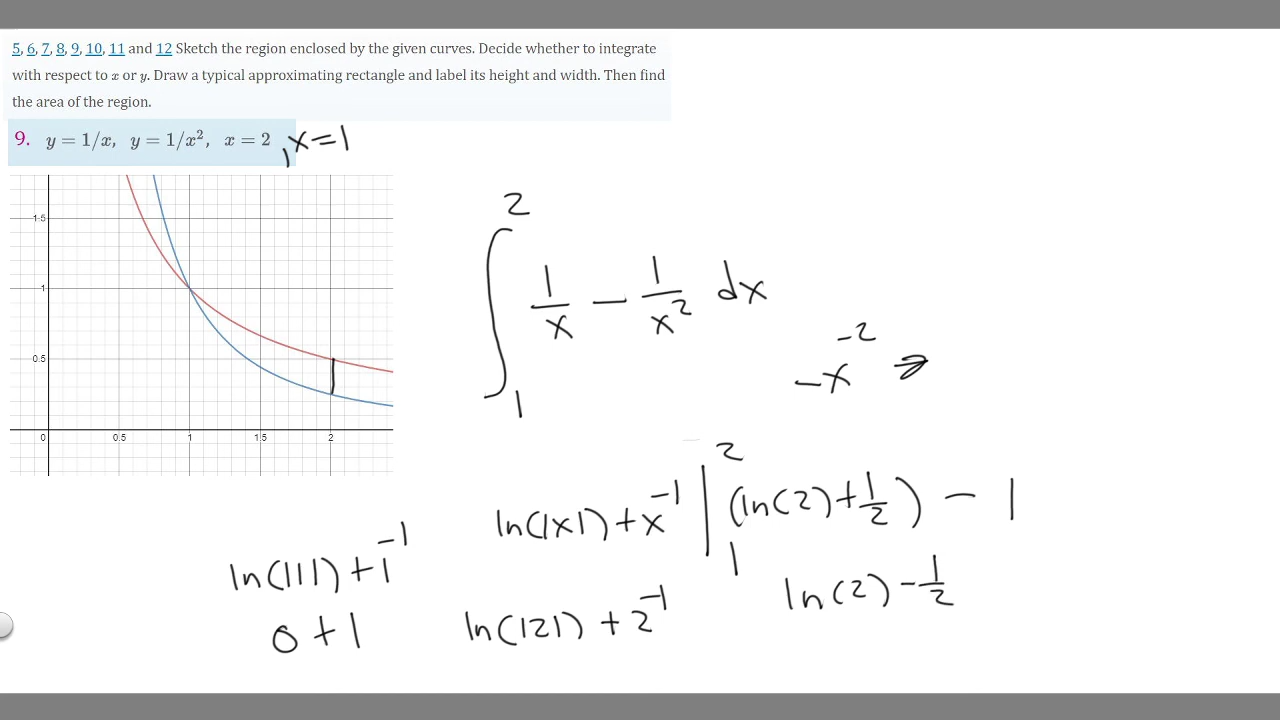 5, 6, 7, 8, 9, 10, 11 and 12 Sketch the region enclosed by the given curves. Decide whether to integrate
with respect to x or y. Draw a typical approximating rectangle and label its height and width. Then find
the area of the region.
9. y = 1/x, y = 1/x², x = 2 , x=1
1.5
1
0.5
0 0.5 1 1.5 2
∫₁² 1/x − 1/x² dx
−x⁻² →
ln(|x|)+x⁻¹ |₁² (ln(2)+1/2) − 1
ln(|1|)+1⁻¹
ln(2)−1/2
0+1
ln(|2|)+2⁻¹